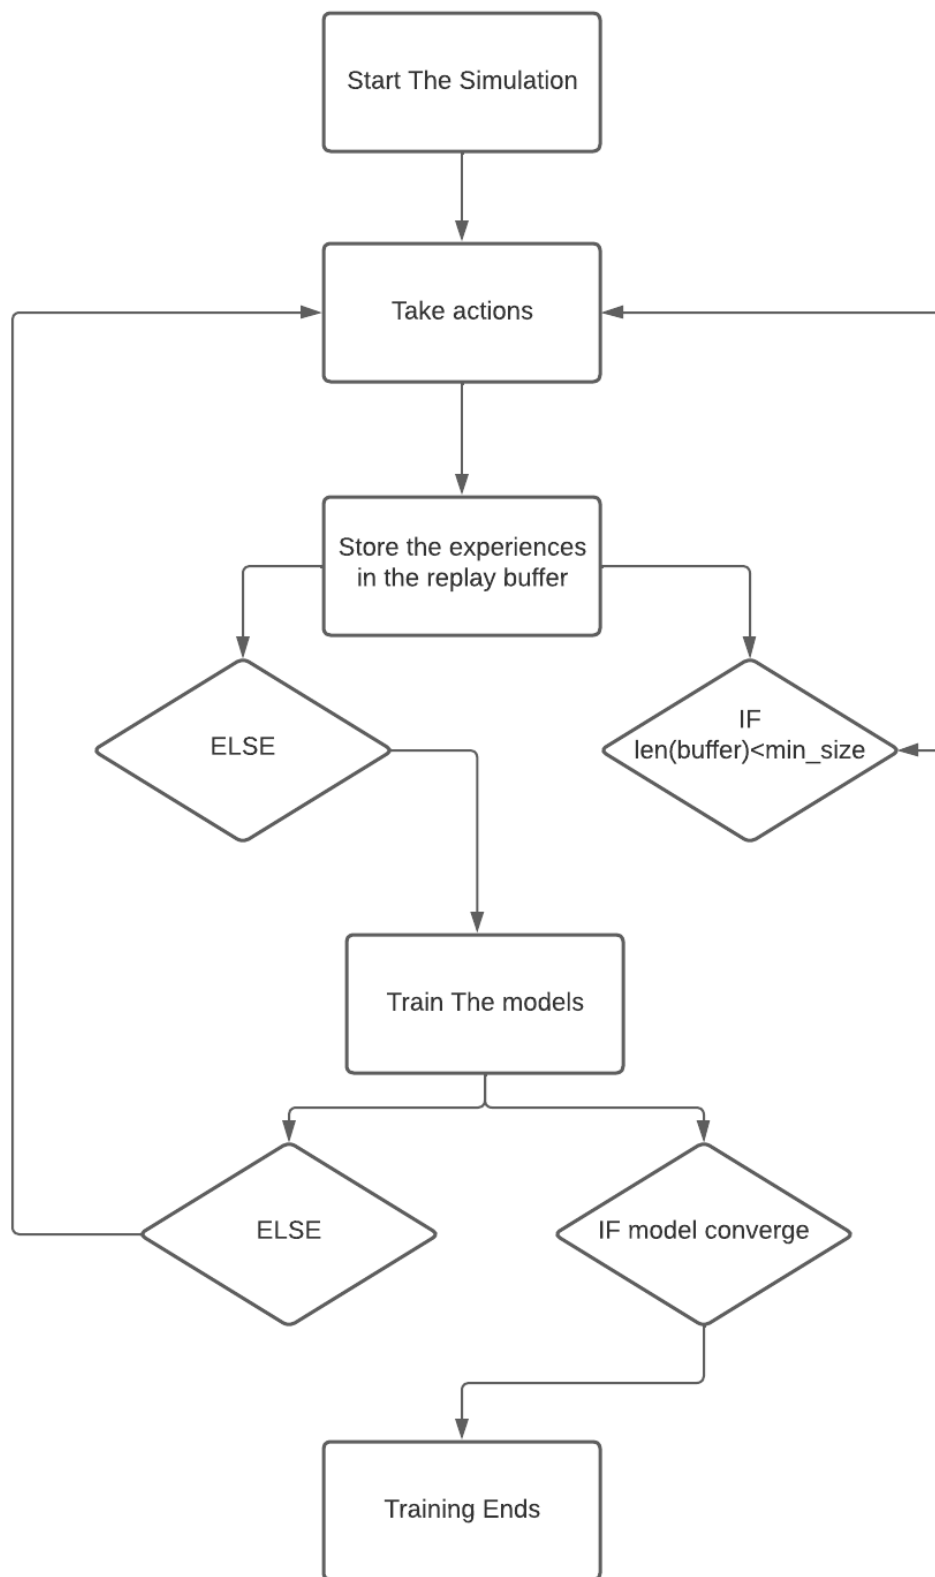 Start The Simulation
Take actions
Store the experiences
in the replay buffer
ELSE
IF
len(buffer)<min_size
Train The models
ELSE
IF model converge
Training Ends